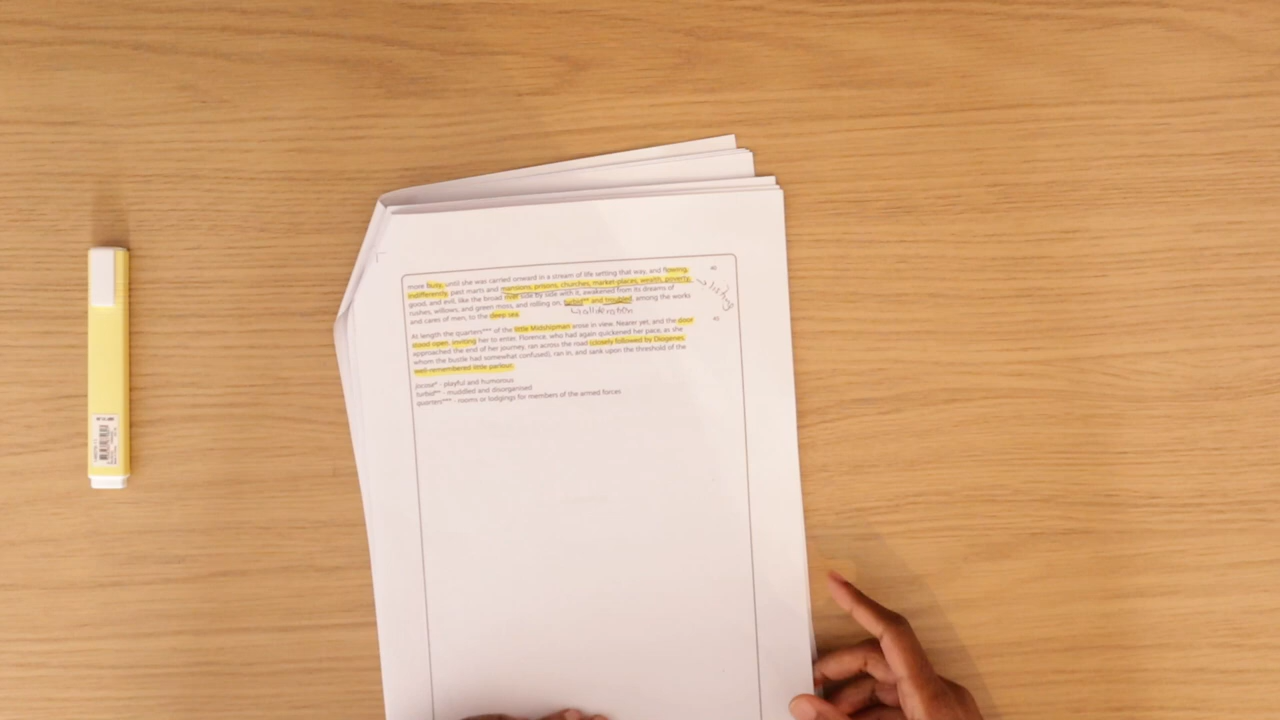 more busy, until she was carried onward in a stream of life setting that way, and flowing, 40
indifferently, past marts and mansions, prisons, churches, market-places, wealth, poverty,
good, and evil, like the broad river side by side with it, awakened from its dreams of
rushes, willows, and green moss, and rolling on, turbid** and troubled, among the works
and cares of men, to the deep sea.
→ listing
↳ alliteration
At length the quarters*** of the little Midshipman arose in view. Nearer yet, and the door 45
stood open, inviting her to enter. Florence, who had again quickened her pace, as she
approached the end of her journey, ran across the road (closely followed by Diogenes,
whom the bustle had somewhat confused), ran in, and sank upon the threshold of the
well-remembered little parlour.
jocose* - playful and humorous
turbid** - muddled and disorganised
quarters*** - rooms or lodgings for members of the armed forces